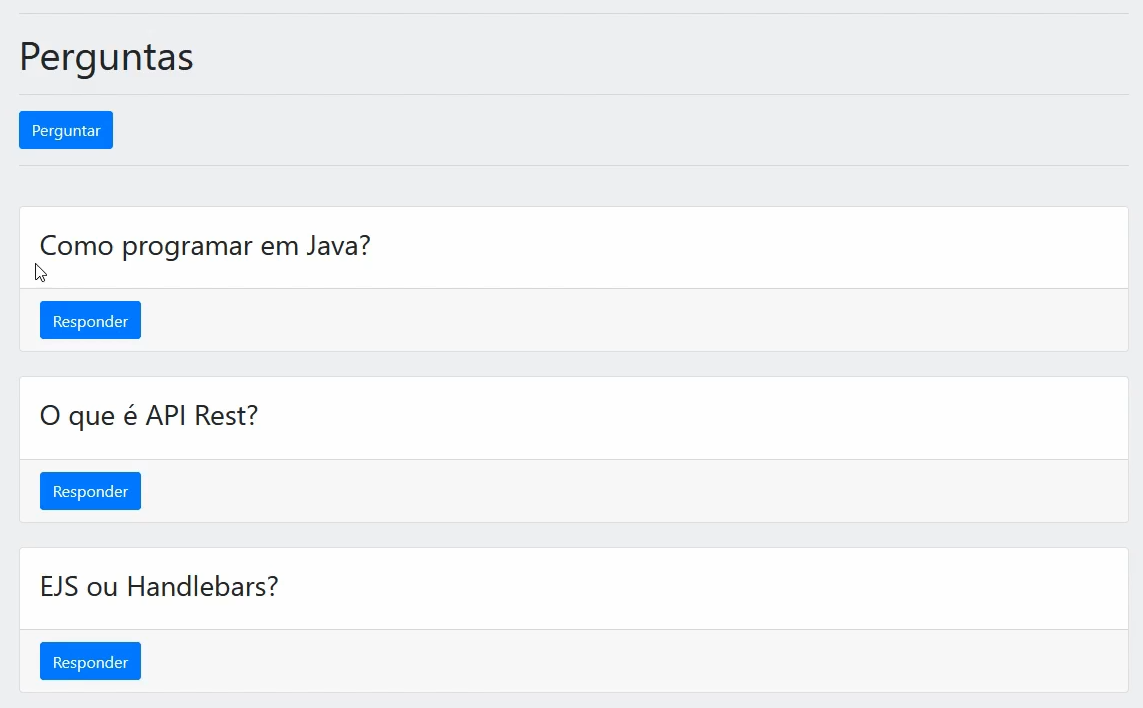 Perguntas
Perguntar
Como programar em Java?
Responder
O que é API Rest?
Responder
EJS ou Handlebars?
Responder